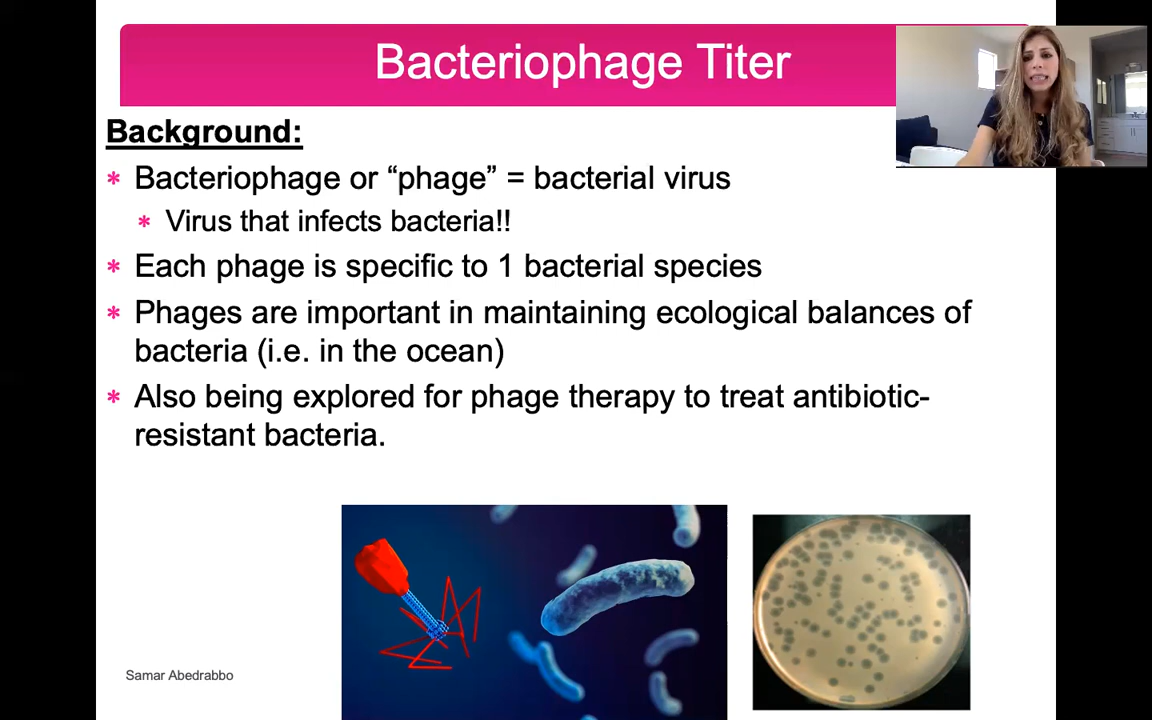 Bacteriophage Titer
Background:
* Bacteriophage or “phage” = bacterial virus
* Virus that infects bacteria!!
* Each phage is specific to 1 bacterial species
* Phages are important in maintaining ecological balances of
bacteria (i.e. in the ocean)
* Also being explored for phage therapy to treat antibiotic-
resistant bacteria.
Samar Abedrabbo